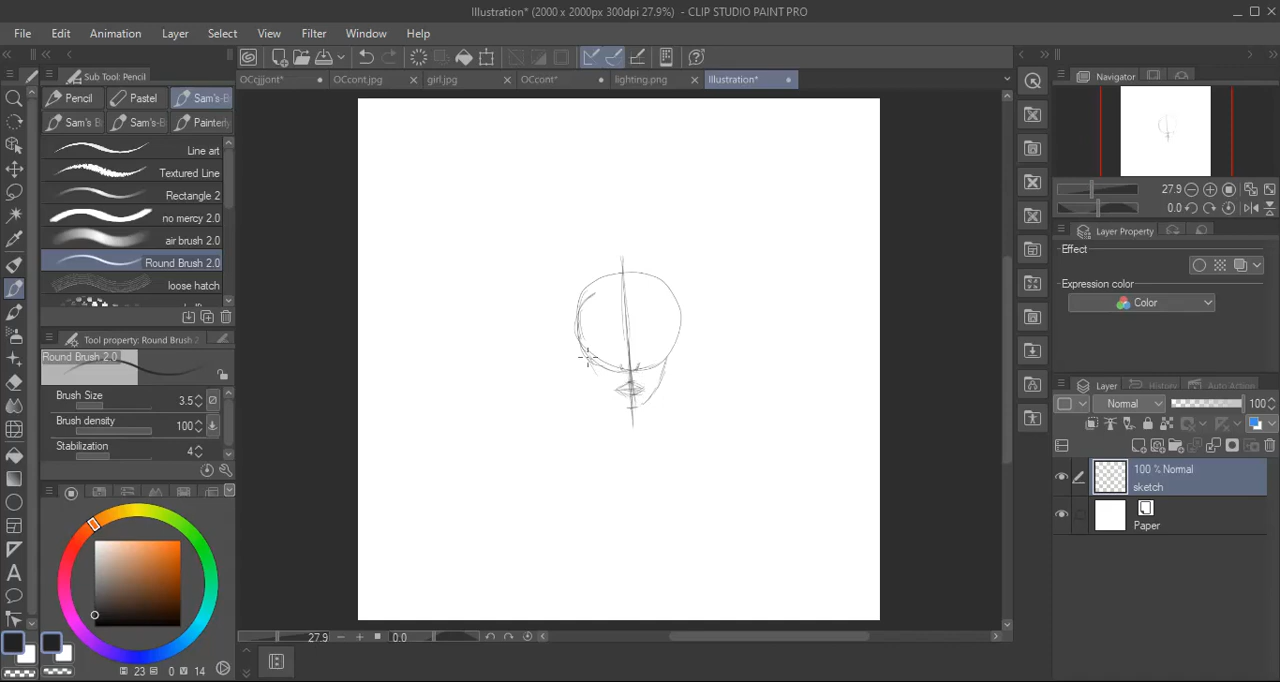 Illustration* (2000 x 2000px 300dpi 27.9%) - CLIP STUDIO PAINT PRO
File Edit Animation Layer Select View Filter Window Help
Sub Tool: Pencil
OCcjjjont* OCcont.jpg girl.jpg OCcont* lighting.png Illustration*
Navigator
Pencil Pastel Sam's-B
Sam's B Sam's-B Painterly
Line art
Textured Line
Rectangle 2
no mercy 2.0
air brush 2.0
Round Brush 2.0
loose hatch
27.9
0.0
Layer Property
Effect
Expression color
Color
Tool property: Round Brush 2
Round Brush 2.0
Brush Size 3.5
Brush density 100
Stabilization 4
Layer History Auto Action
Normal 100
100 % Normal
sketch
Paper
27.9 0.0
H 23 S 0 V 14